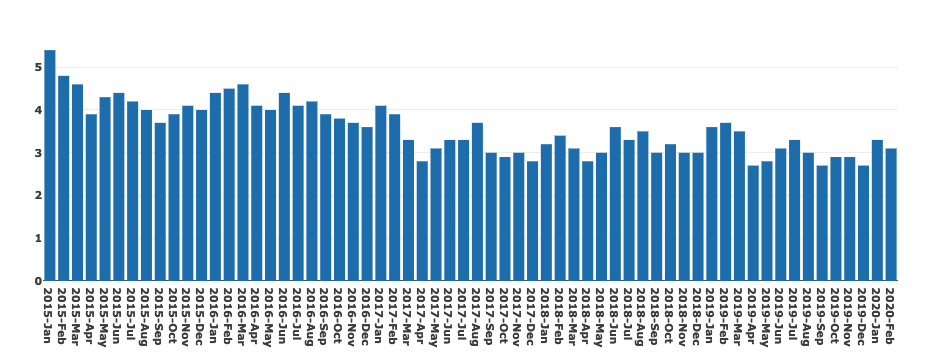 5
4
3
2
1
0
2015–Jan
2015–Feb
2015–Mar
2015–Apr
2015–May
2015–Jun
2015–Jul
2015–Aug
2015–Sep
2015–Oct
2015–Nov
2015–Dec
2016–Jan
2016–Feb
2016–Mar
2016–Apr
2016–May
2016–Jun
2016–Jul
2016–Aug
2016–Sep
2016–Oct
2016–Nov
2016–Dec
2017–Jan
2017–Feb
2017–Mar
2017–Apr
2017–May
2017–Jun
2017–Jul
2017–Aug
2017–Sep
2017–Oct
2017–Nov
2017–Dec
2018–Jan
2018–Feb
2018–Mar
2018–Apr
2018–May
2018–Jun
2018–Jul
2018–Aug
2018–Sep
2018–Oct
2018–Nov
2018–Dec
2019–Jan
2019–Feb
2019–Mar
2019–Apr
2019–May
2019–Jun
2019–Jul
2019–Aug
2019–Sep
2019–Oct
2019–Nov
2019–Dec
2020–Jan
2020–Feb